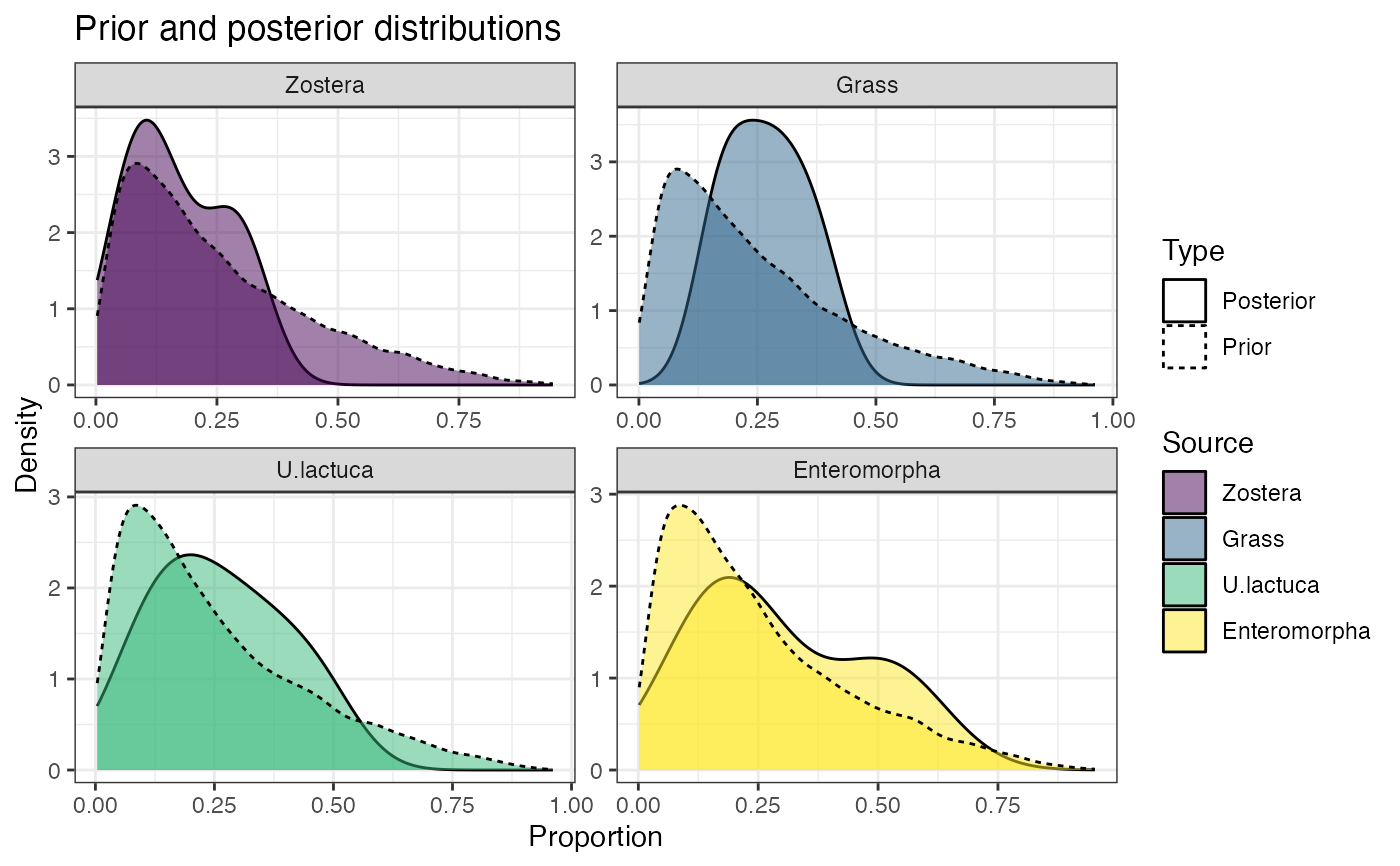 Prior and posterior distributions
Zostera
Grass
3
2
1
0
0.00 0.25 0.50 0.75
3
2
1
0
0.00 0.25 0.50 0.75 1.00
U.lactuca
Enteromorpha
3
2
1
0
0.00 0.25 0.50 0.75 1.00
3
2
1
0
0.00 0.25 0.50 0.75
Density
Proportion
Type
Posterior
Prior
Source
Zostera
Grass
U.lactuca
Enteromorpha